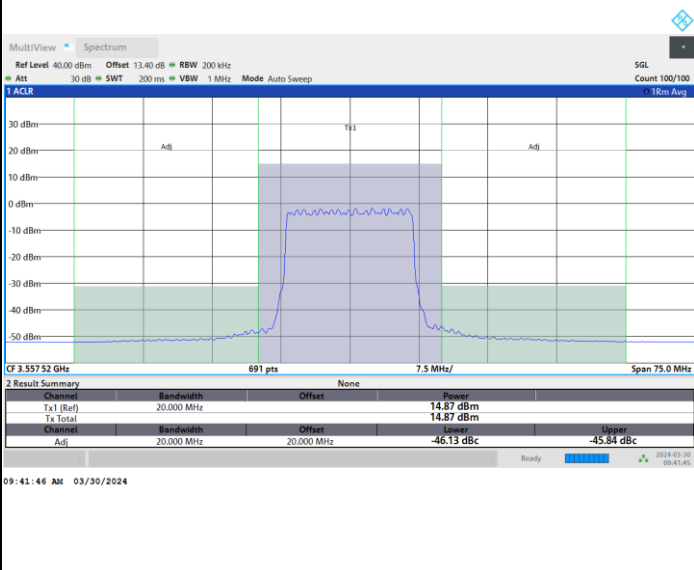 MultiView Spectrum
Ref Level 40.00 dBm Offset 13.40 dB RBW 200 kHz SGL
Att 30 dB SWT 200 ms VBW 1 MHz Mode Auto Sweep Count 100/100
1 ACLR 1Rm Avg
Tx1
30 dBm
Adj Adj
20 dBm
10 dBm
0 dBm
-10 dBm
-20 dBm
-30 dBm
-40 dBm
-50 dBm
CF 3.557 52 GHz 691 pts 7.5 MHz/ Span 75.0 MHz
2 Result Summary None
Channel Bandwidth Offset Power
Tx1 (Ref) 20.000 MHz 14.87 dBm
Tx Total 14.87 dBm
Channel Bandwidth Offset Lower Upper
Adj 20.000 MHz 20.000 MHz -46.13 dBc -45.84 dBc
Ready 2024-03-30
09:41:45
09:41:46 AM 03/30/2024